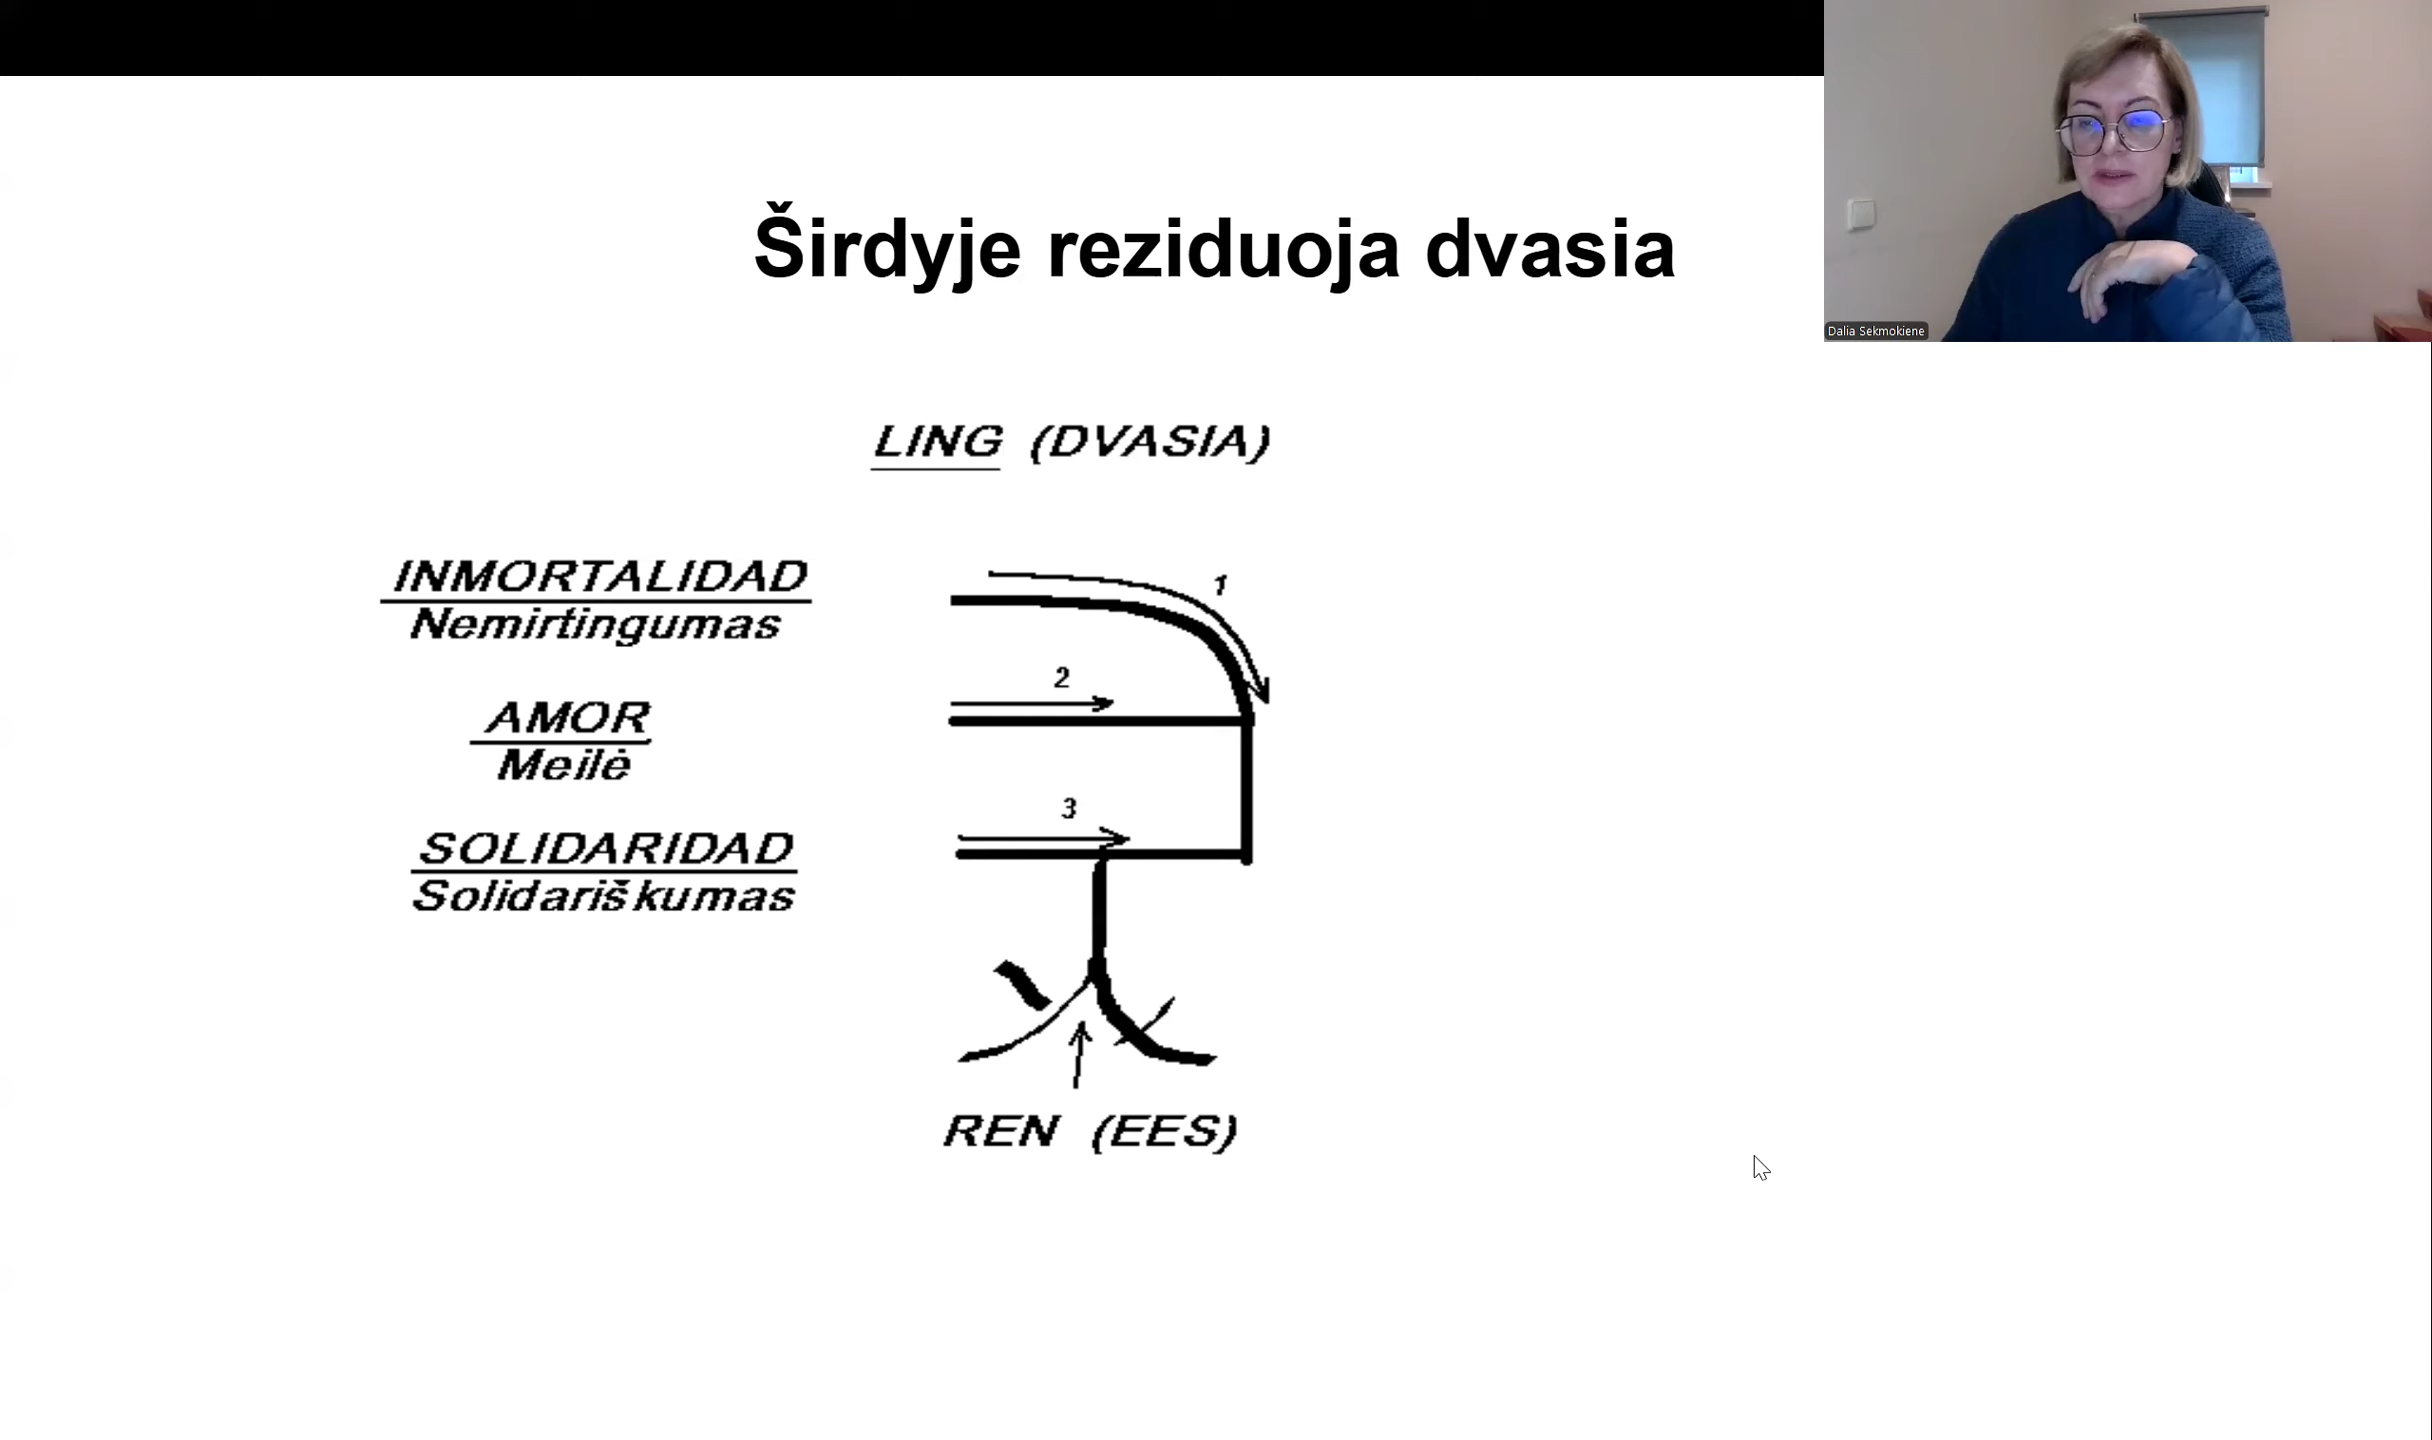 Širdyje reziduoja dvasia
Dalia Sekmokiene
LING (DVASIA)
INMORTALIDAD
Nemirtingumas
1
2
AMOR
Meilė
3
SOLIDARIDAD
Solidariškumas
REN (EES)